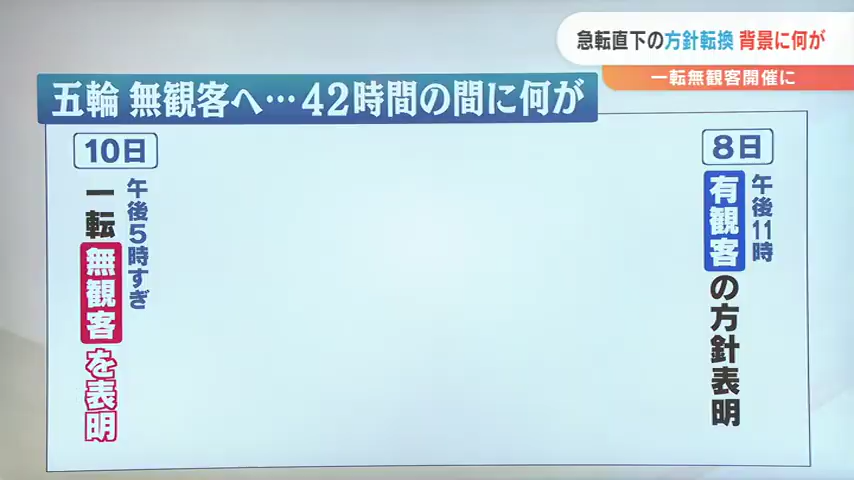 急転直下の方針転換 背景に何が
一転無観客開催に
五輪 無観客へ…42時間の間に何が
8日
午後11時
有観客の方針表明
10日
午後5時すぎ
一転無観客を表明